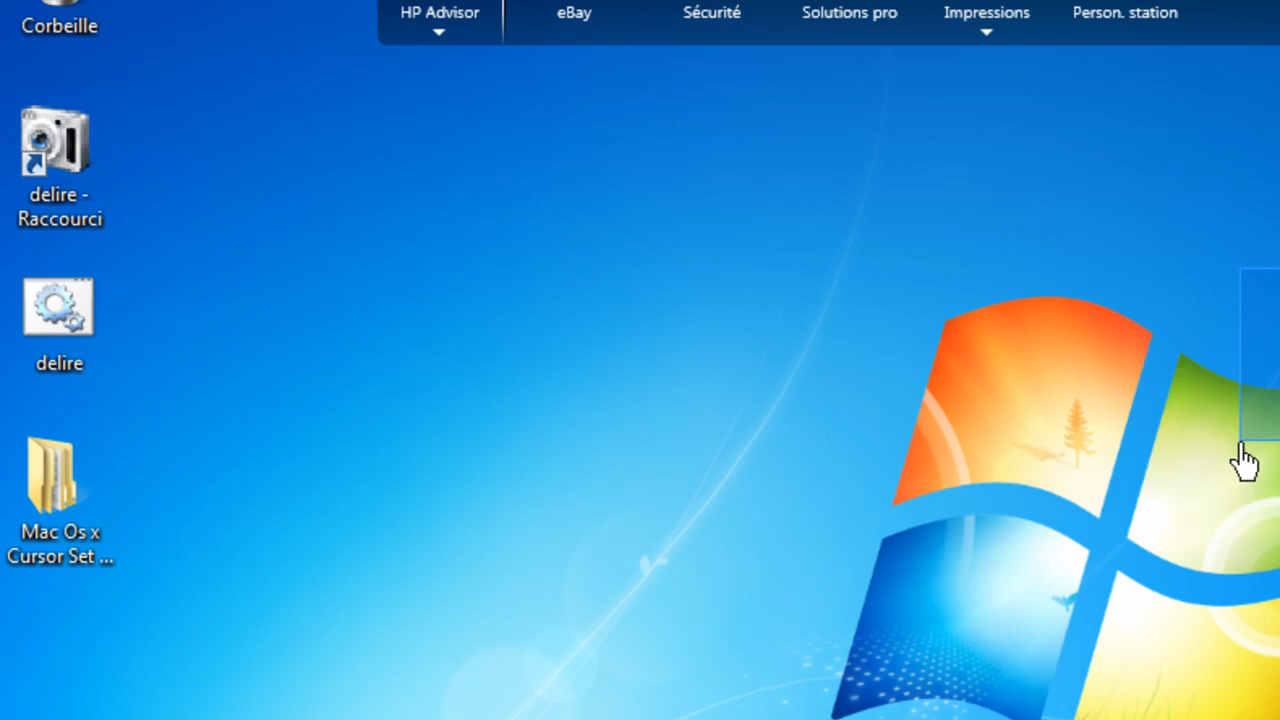 HP Advisor
eBay
Sécurité
Solutions pro
Impressions
Person. station
Corbeille
delire -
Raccourci
delire
Mac Os x
Cursor Set ...